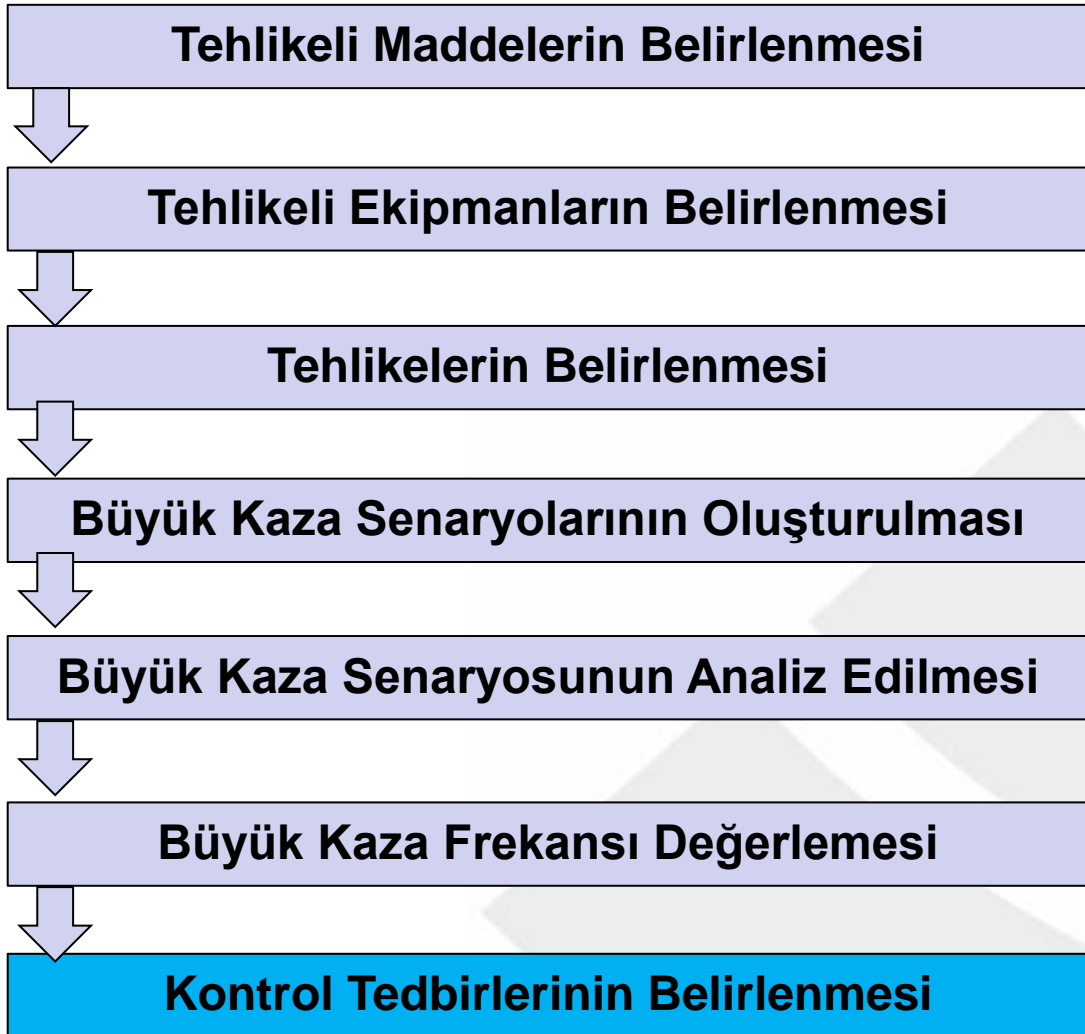 Tehlikeli Maddelerin Belirlenmesi
Tehlikeli Ekipmanların Belirlenmesi
Tehlikelerin Belirlenmesi
Büyük Kaza Senaryolarının Oluşturulması
Büyük Kaza Senaryosunun Analiz Edilmesi
Büyük Kaza Frekansı Değerlemesi
Kontrol Tedbirlerinin Belirlenmesi